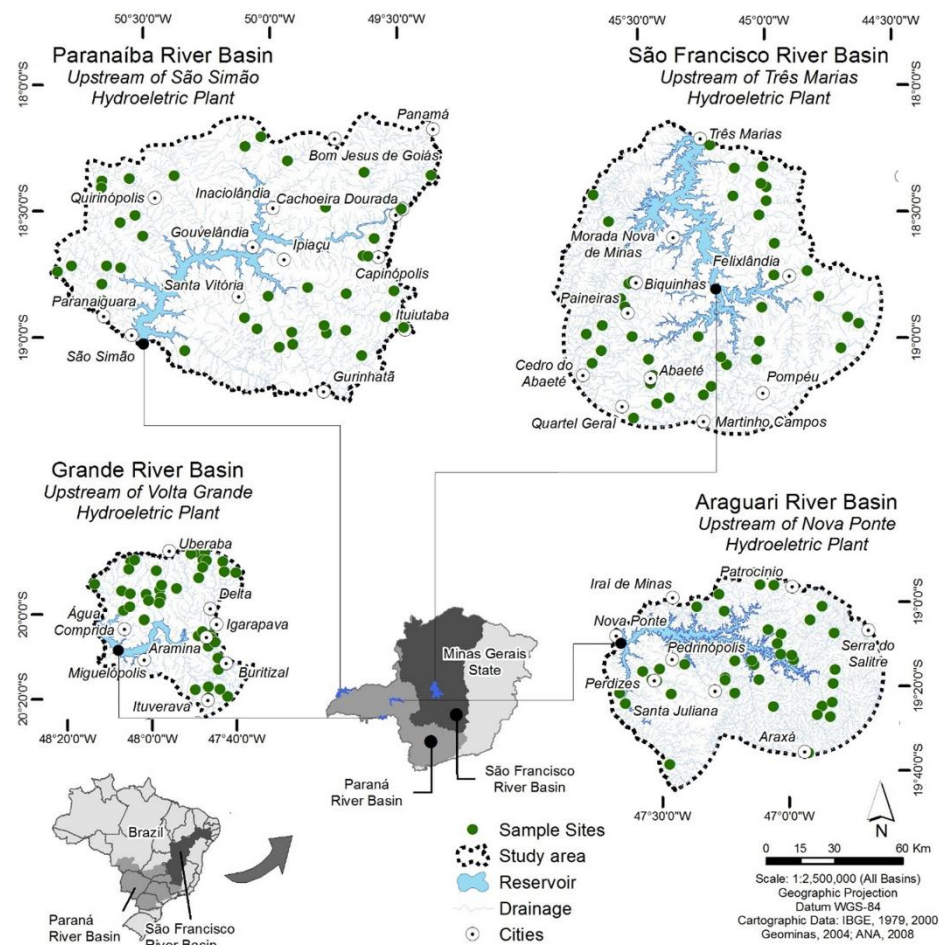 50°30'0"W 50°0'0"W 49°30'0"W
45°30'0"W 45°0'0"W 44°30'0"W
Paranaíba River Basin
Upstream of São Simão
Hydroeletric Plant
18°0'0"S
18°30'0"S
19°0'0"S
Panamá
Bom Jesus de Goiás
Quirinópolis
Inaciolândia
Cachoeira Dourada
Gouvelândia
Ipiaçu
Capinópolis
Santa Vitória
Paranaiguara
Ituiutaba
São Simão
Gurinhatã
São Francisco River Basin
Upstream of Três Marias
Hydroeletric Plant
18°0'0"S
18°30'0"S
19°0'0"S
Três Marias
Morada Nova
de Minas
Felixlândia
Biquinhas
Paineiras
Cedro do
Abaeté
Abaeté
Pompéu
Quartel Geral
Martinho Campos
Grande River Basin
Upstream of Volta Grande
Hydroeletric Plant
Uberaba
Delta
Água
Comprida
Igarapava
Aramina
Miguelópolis
Buritizal
Ituverava
20°0'0"S
20°20'0"S
48°20'0"W 48°0'0"W 47°40'0"W
Araguari River Basin
Upstream of Nova Ponte
Hydroeletric Plant
Patrocínio
Iraí de Minas
Nova Ponte
Pedrinópolis
Serra do
Salitre
Perdizes
Santa Juliana
Araxá
19°0'0"S
19°20'0"S
19°40'0"S
47°30'0"W 47°0'0"W
Minas Gerais
State
Paraná
River Basin
São Francisco
River Basin
Brazil
Paraná
River Basin
São Francisco
River Basin
Sample Sites
Study area
Reservoir
Drainage
Cities
N
0 15 30 60 Km
Scale: 1:2,500,000 (All Basins)
Geographic Projection
Datum WGS-84
Cartographic Data: IBGE, 1979, 2000
Geominas, 2004; ANA, 2008